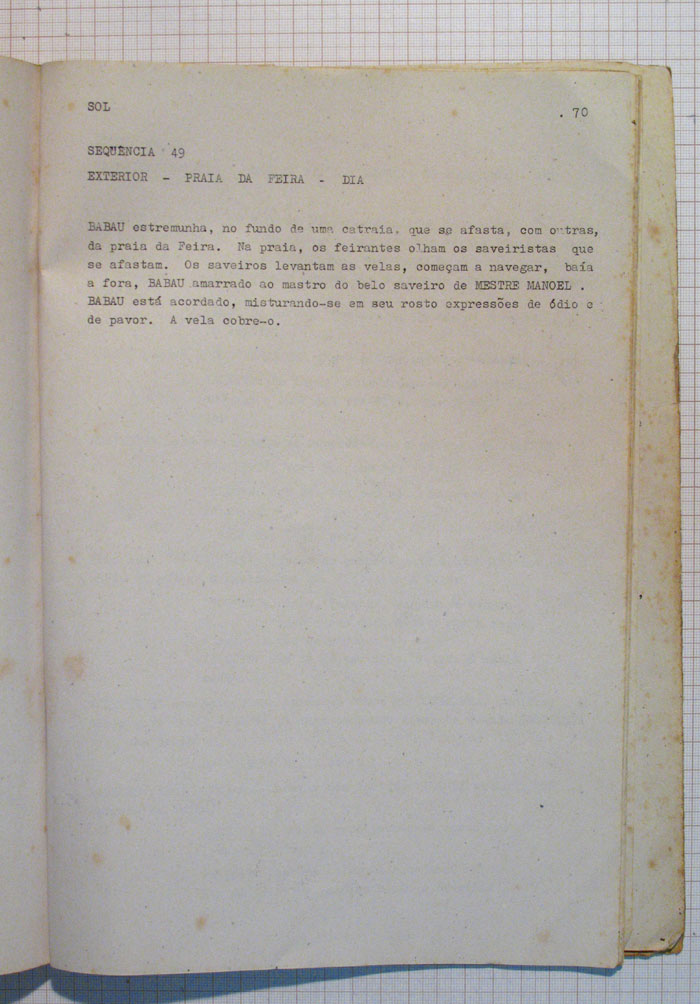 SOL
. 70
SEQUÊNCIA 49
EXTERIOR - PRAIA DA FEIRA - DIA
BABAU estremunha, no fundo de uma catraia, que se afasta, com outras,
da praia da Feira. Na praia, os feirantes olham os saveiristas que
se afastam. Os saveiros levantam as velas, começam a navegar, baía
a fora, BABAU amarrado ao mastro do belo saveiro de MESTRE MANOEL .
BABAU está acordado, misturando-se em seu rosto expressões de ódio e
de pavor. A vela cobre-o.